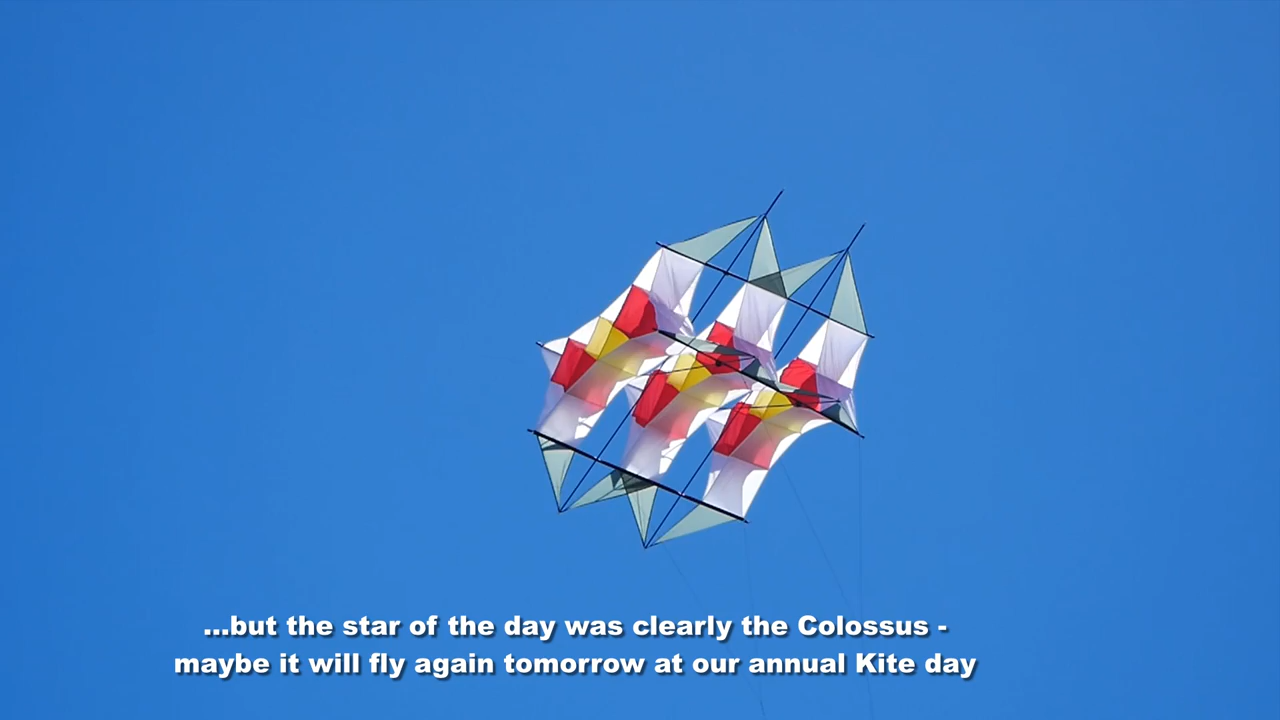 ...but the star of the day was clearly the Colossus -
maybe it will fly again tomorrow at our annual Kite day